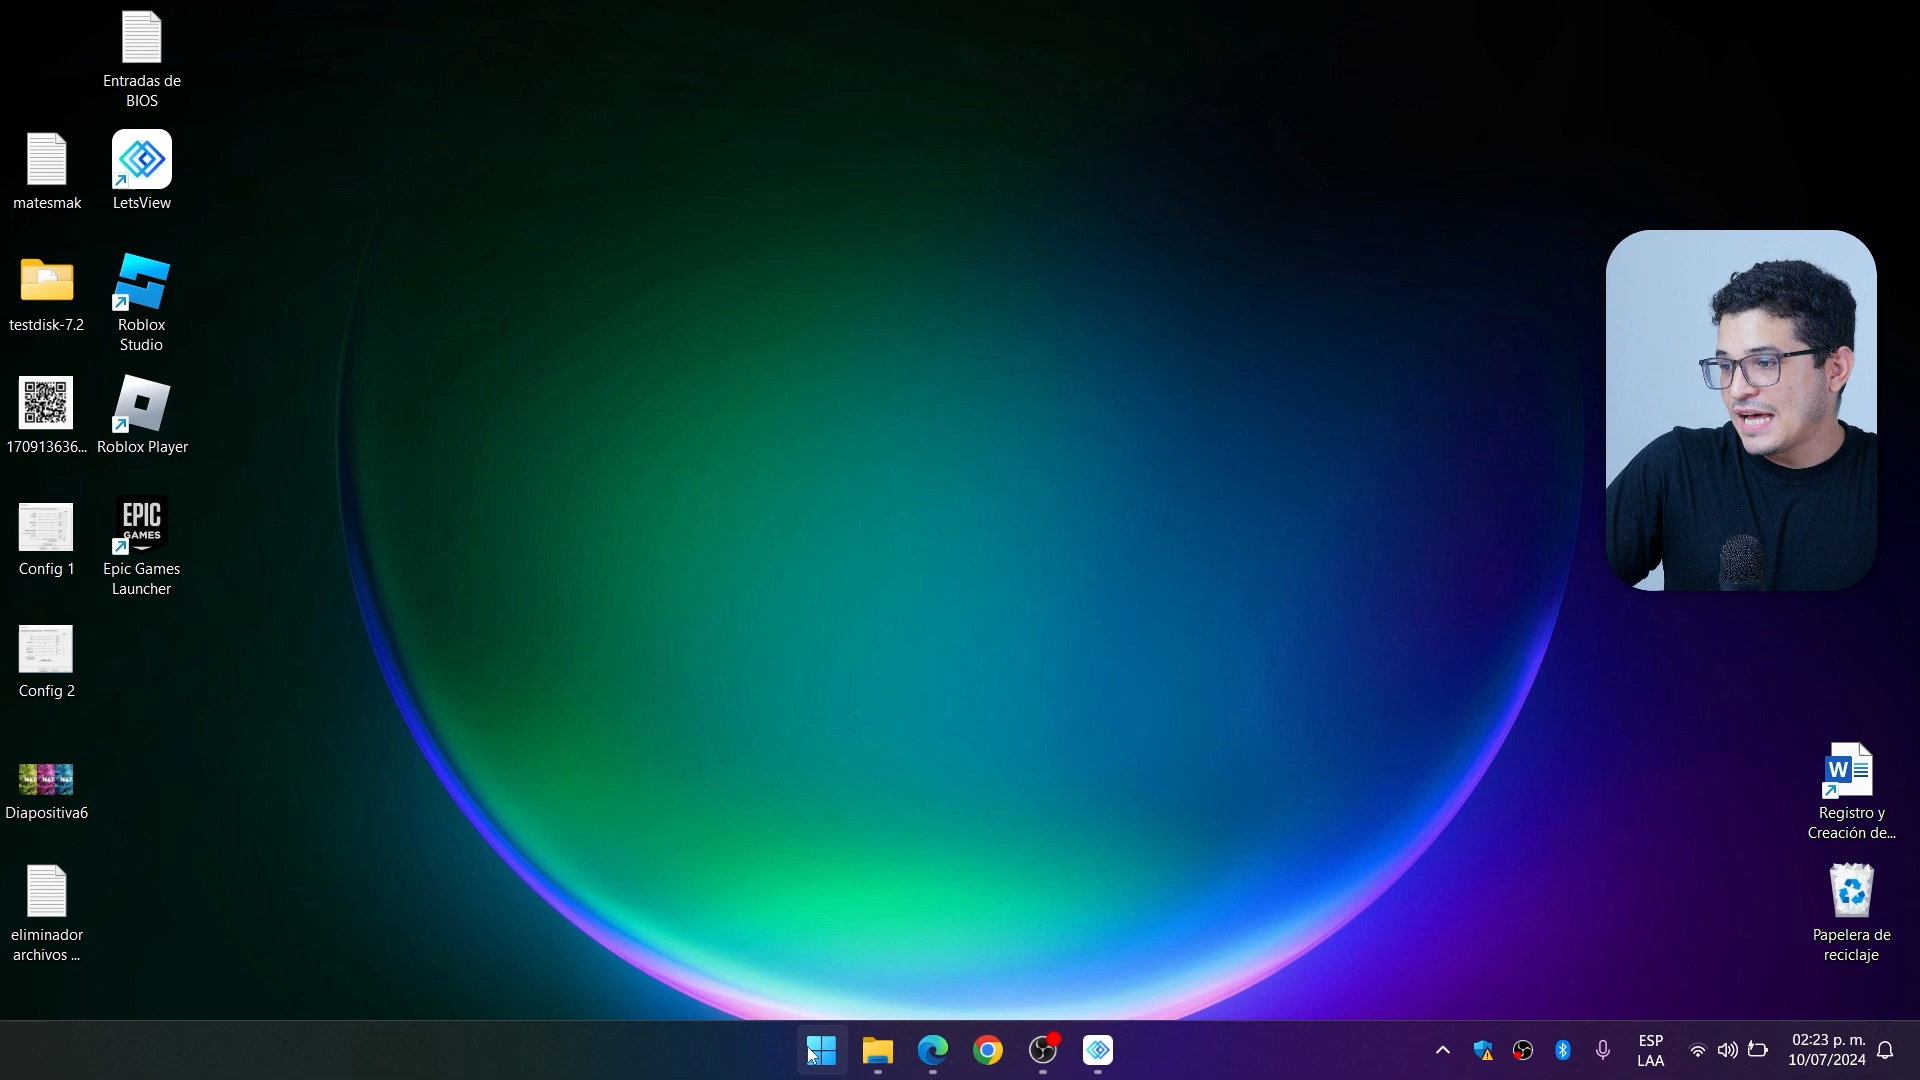 Entradas de
BIOS
matesmak
LetsView
testdisk-7.2
Roblox
Studio
170913636...
Roblox Player
Config 1
EPIC
GAMES
Epic Games
Launcher
Config 2
Diapositiva6
eliminador
archivos ...
W
Registro y
Creación de...
Papelera de
reciclaje
ESP
LAA
02:23 p. m.
10/07/2024